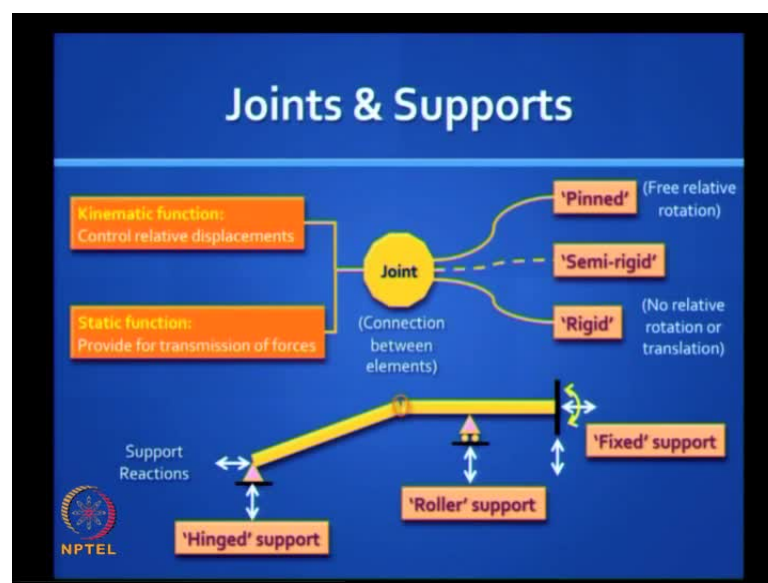 Joints & Supports
Kinematic function:
Control relative displacements
Static function:
Provide for transmission of forces
Joint
(Connection
between
elements)
'Pinned'
(Free relative
rotation)
'Semi-rigid'
'Rigid'
(No relative
rotation or
translation)
Support
Reactions
'Hinged' support
'Roller' support
'Fixed' support
NPTEL